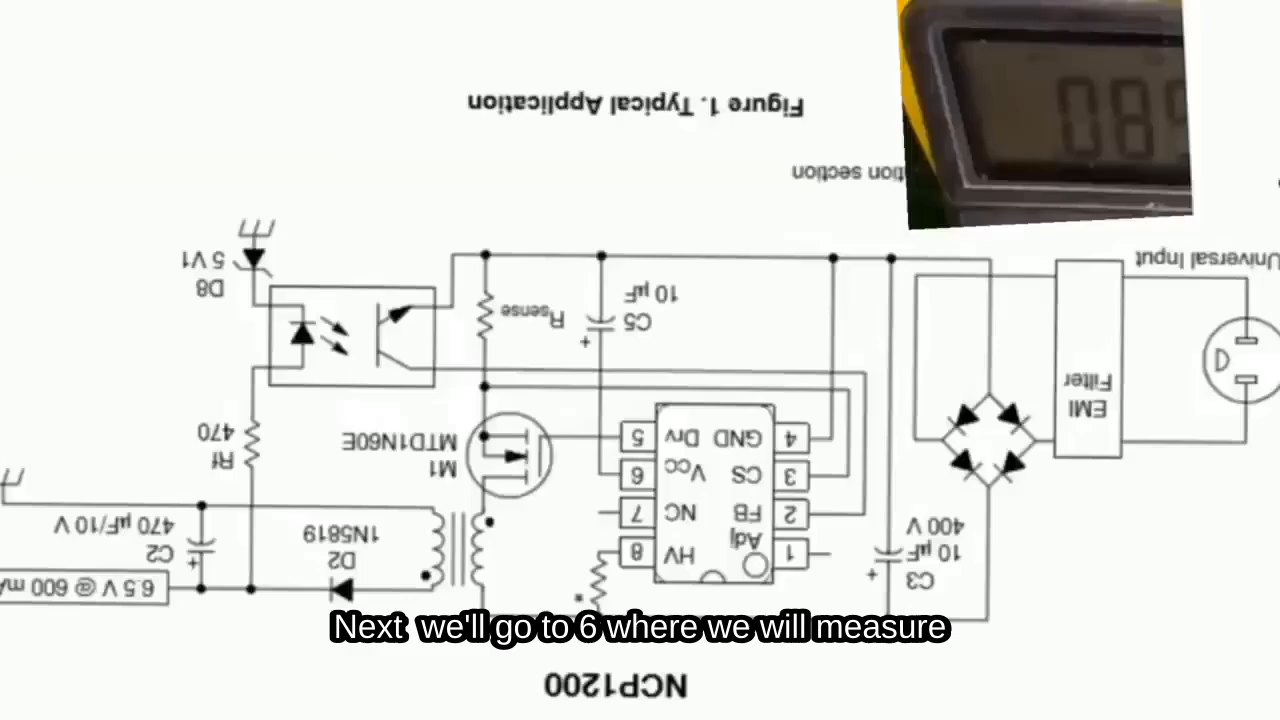 Figure 1. Typical Application
tion section
Universal Input
5 V1
D8
Rsense
10 µF
C5
+
EMI
Filter
470
Rf
MTD1N60E
M1
5 Drv GND 4
6 Vcc CS 3
7 NC FB 2
8 HV Adj 1
400 V
10 µF
C3
+
470 µF/10 V
C2
+
1N5819
D2
6.5 V @ 600 mA
*
Next we'll go to 6 where we will measure
NCP1200
08